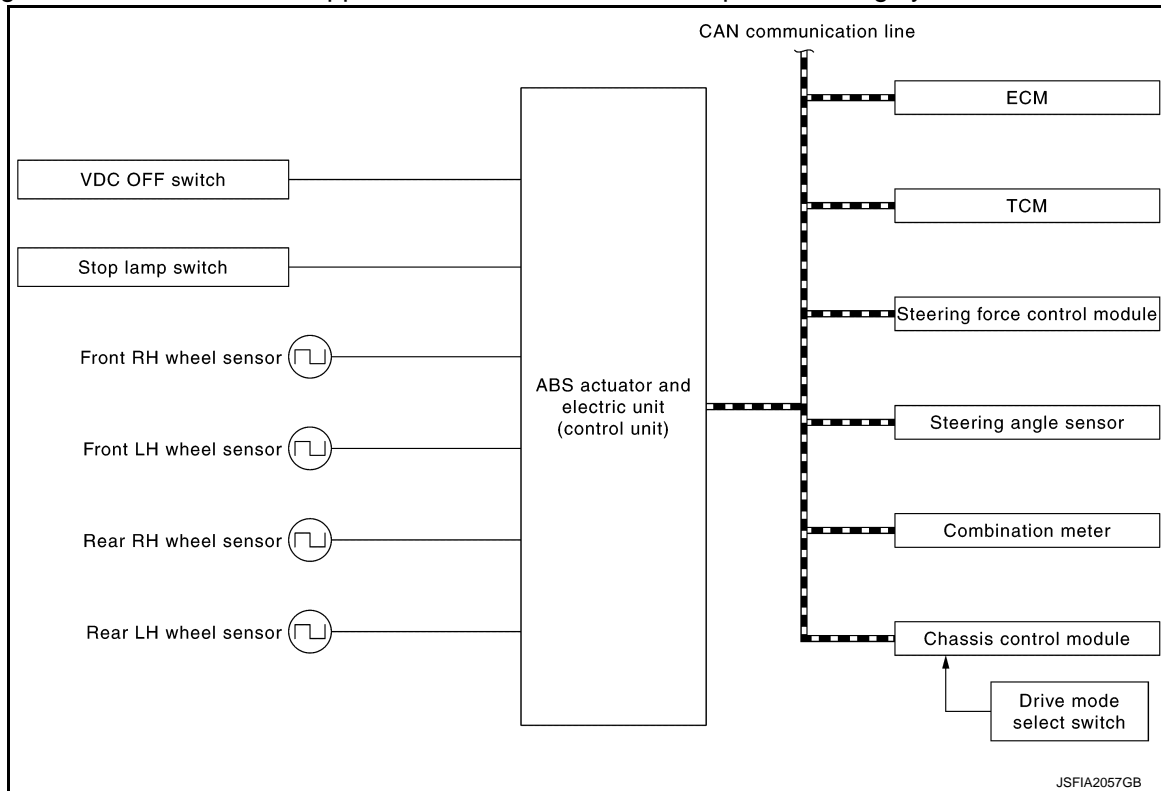 CAN communication line
ECM
VDC OFF switch
TCM
Stop lamp switch
Steering force control module
Front RH wheel sensor
ABS actuator and
electric unit
(control unit)
Steering angle sensor
Front LH wheel sensor
Rear RH wheel sensor
Combination meter
Rear LH wheel sensor
Chassis control module
Drive mode
select switch
JSFIA2057GB